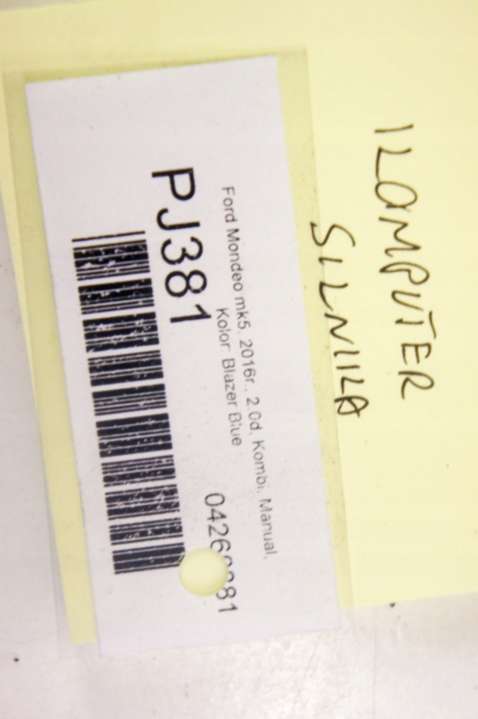 KOMPUTER
SILNIKA
Ford Mondeo mk5, 2016r., 2.0d, Kombi, Manual,
Kolor: Blazer Blue
PJ381